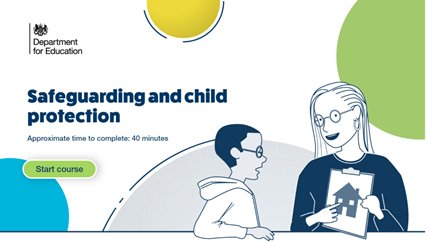 Department
for Education
Safeguarding and child
protection
Approximate time to complete: 40 minutes
Start course